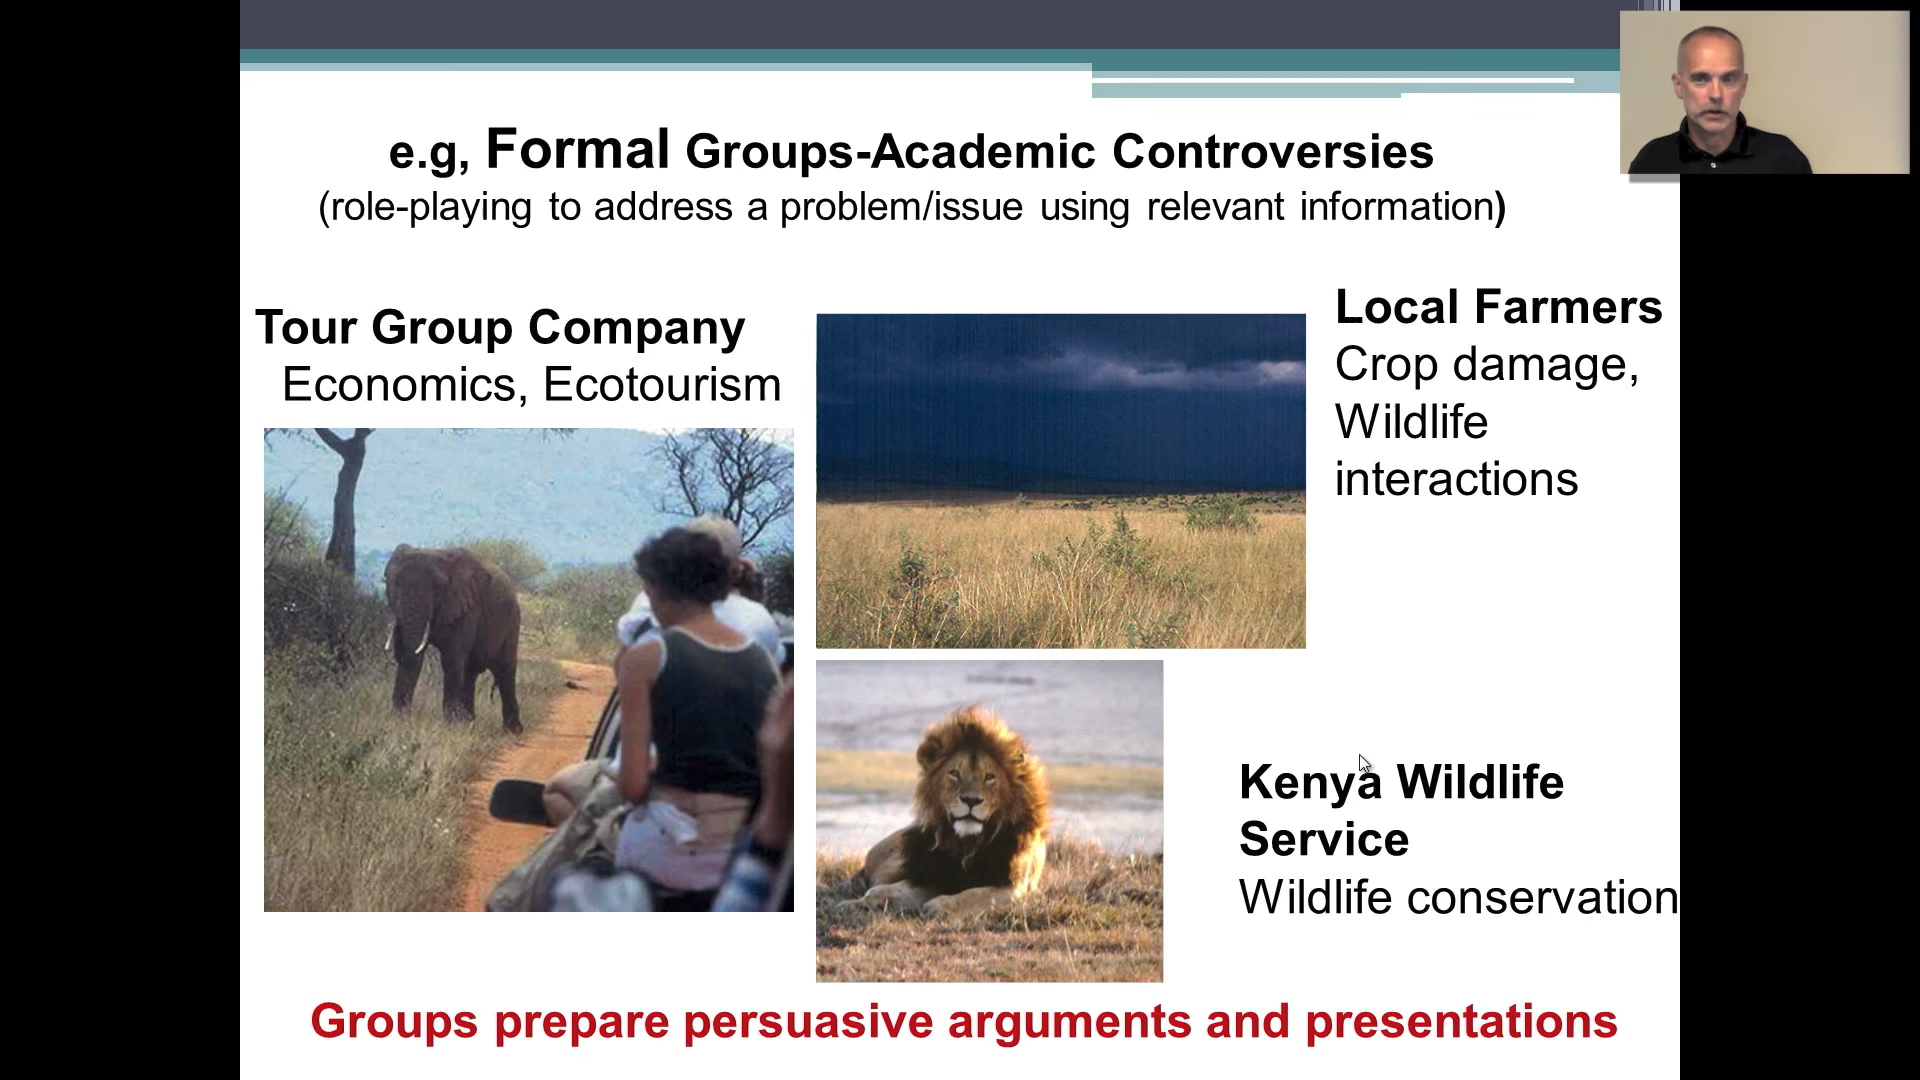 e.g, Formal Groups-Academic Controversies
(role-playing to address a problem/issue using relevant information)
Tour Group Company
Economics, Ecotourism
Local Farmers
Crop damage,
Wildlife
interactions
Kenya Wildlife
Service
Wildlife conservation
Groups prepare persuasive arguments and presentations